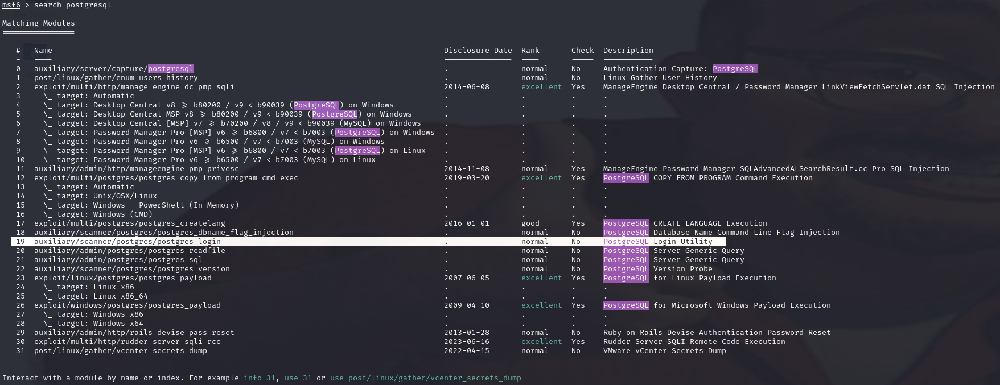 msf6 > search postgresql
Matching Modules
================
#   Name   Disclosure Date  Rank   Check  Description
-   ----   ---------------  ----   -----  -----------
0   auxiliary/server/capture/postgresql   .   normal   No   Authentication Capture: PostgreSQL
1   post/linux/gather/enum_users_history   .   normal   No   Linux Gather User History
2   exploit/multi/http/manage_engine_dc_pmp_sqli   2014-06-08   excellent   Yes   ManageEngine Desktop Central / Password Manager LinkViewFetchServlet.dat SQL Injection
3     \_ target: Automatic   .   .   .   .
4     \_ target: Desktop Central v8 >= b80200 / v9 < b90039 (PostgreSQL) on Windows   .   .   .   .
5     \_ target: Desktop Central MSP v8 >= b80200 / v9 < b90039 (PostgreSQL) on Windows   .   .   .   .
6     \_ target: Desktop Central [MSP] v7 >= b70200 / v8 / v9 < b90039 (MySQL) on Windows   .   .   .   .
7     \_ target: Password Manager Pro [MSP] v6 >= b6800 / v7 < b7003 (PostgreSQL) on Windows   .   .   .   .
8     \_ target: Password Manager Pro v6 >= b6500 / v7 < b7003 (MySQL) on Windows   .   .   .   .
9     \_ target: Password Manager Pro [MSP] v6 >= b6800 / v7 < b7003 (PostgreSQL) on Linux   .   .   .   .
10    \_ target: Password Manager Pro v6 >= b6500 / v7 < b7003 (MySQL) on Linux   .   .   .   .
11  auxiliary/admin/http/manageengine_pmp_privesc   2014-11-08   normal   Yes   ManageEngine Password Manager SQLAdvancedALSearchResult.cc Pro SQL Injection
12  exploit/multi/postgres/postgres_copy_from_program_cmd_exec   2019-03-20   excellent   Yes   PostgreSQL COPY FROM PROGRAM Command Execution
13    \_ target: Automatic   .   .   .   .
14    \_ target: Unix/OSX/Linux   .   .   .   .
15    \_ target: Windows - PowerShell (In-Memory)   .   .   .   .
16    \_ target: Windows (CMD)   .   .   .   .
17  exploit/multi/postgres/postgres_createlang   2016-01-01   good   Yes   PostgreSQL CREATE LANGUAGE Execution
18  auxiliary/scanner/postgres/postgres_dbname_flag_injection   .   normal   No   PostgreSQL Database Name Command Line Flag Injection
19  auxiliary/scanner/postgres/postgres_login   .   normal   No   PostgreSQL Login Utility
20  auxiliary/admin/postgres/postgres_readfile   .   normal   No   PostgreSQL Server Generic Query
21  auxiliary/admin/postgres/postgres_sql   .   normal   No   PostgreSQL Server Generic Query
22  auxiliary/scanner/postgres/postgres_version   .   normal   No   PostgreSQL Version Probe
23  exploit/linux/postgres/postgres_payload   2007-06-05   excellent   Yes   PostgreSQL for Linux Payload Execution
24    \_ target: Linux x86   .   .   .   .
25    \_ target: Linux x86_64   .   .   .   .
26  exploit/windows/postgres/postgres_payload   2009-04-10   excellent   Yes   PostgreSQL for Microsoft Windows Payload Execution
27    \_ target: Windows x86   .   .   .   .
28    \_ target: Windows x64   .   .   .   .
29  auxiliary/admin/http/rails_devise_pass_reset   2013-01-28   normal   No   Ruby on Rails Devise Authentication Password Reset
30  exploit/multi/http/rudder_server_sqli_rce   2023-06-16   excellent   Yes   Rudder Server SQLI Remote Code Execution
31  post/linux/gather/vcenter_secrets_dump   2022-04-15   normal   No   VMware vCenter Secrets Dump
Interact with a module by name or index. For example info 31, use 31 or use post/linux/gather/vcenter_secrets_dump